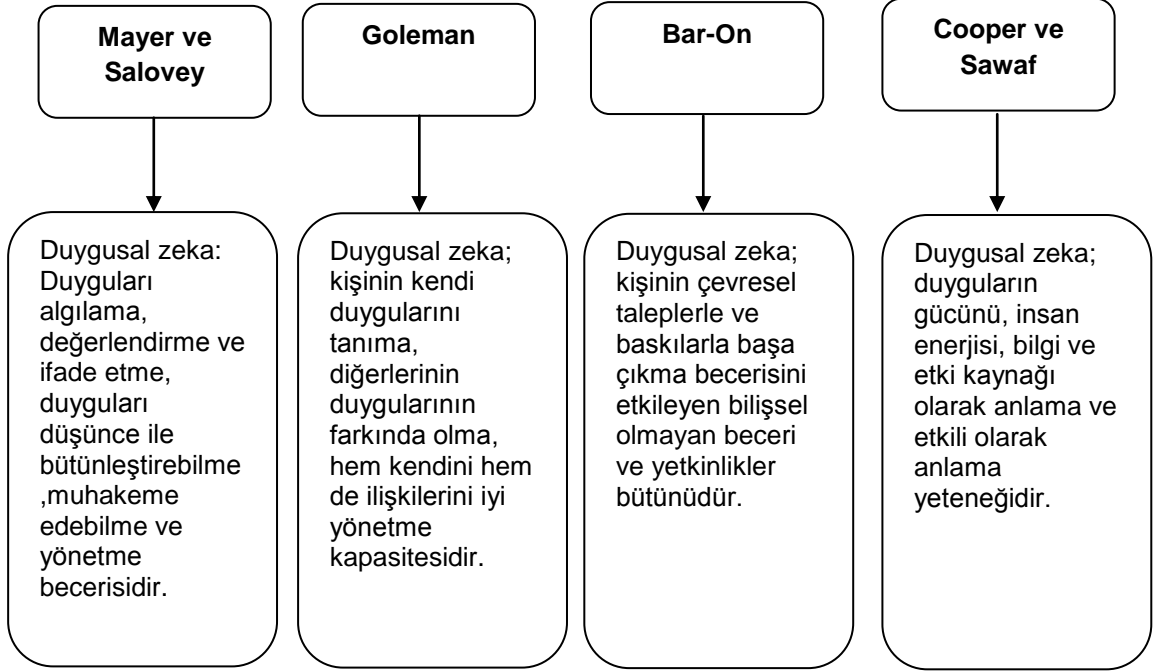 Mayer ve
Salovey
Goleman
Bar-On
Cooper ve
Sawaf
Duygusal zeka:
Duyguları
algılama,
değerlendirme ve
ifade etme,
duyguları
düşünce ile
bütünleştirebilme
,muhakeme
edebilme ve
yönetme
becerisidir.
Duygusal zeka;
kişinin kendi
duygularını
tanıma,
diğerlerinin
duygularının
farkında olma,
hem kendini hem
de ilişkilerini iyi
yönetme
kapasitesidir.
Duygusal zeka;
kişinin çevresel
taleplerle ve
baskılarla başa
çıkma becerisini
etkileyen bilişsel
olmayan beceri
ve yetkinlikler
bütünüdür.
Duygusal zeka;
duyguların
gücünü, insan
enerjisi, bilgi ve
etki kaynağı
olarak anlama ve
etkili olarak
anlama
yeteneğidir.